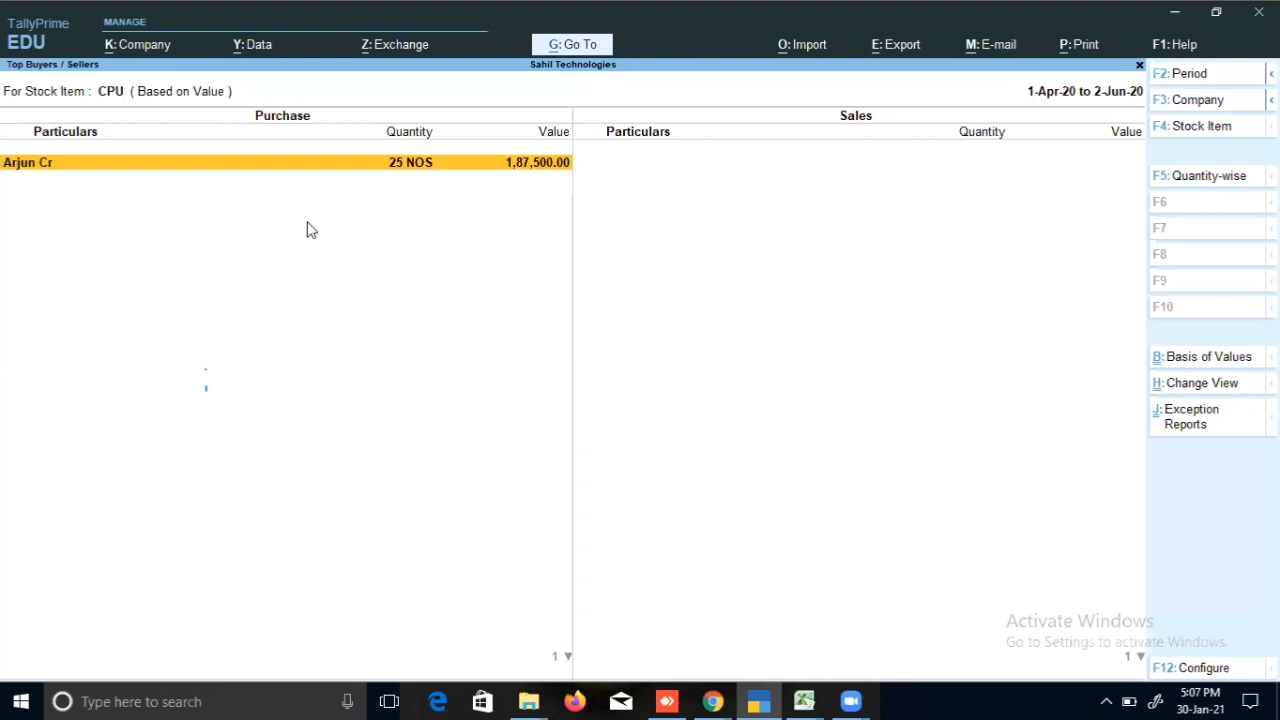 TallyPrime
EDU
MANAGE
K: Company
Y: Data
Z: Exchange
G: Go To
O: Import
E: Export
M: E-mail
P: Print
F1: Help
Top Buyers / Sellers
Sahil Technologies
For Stock Item : CPU ( Based on Value )
1-Apr-20 to 2-Jun-20
Purchase
Sales
Particulars Quantity Value
Particulars Quantity Value
Arjun Cr 25 NOS 1,87,500.00
1
1
F2: Period
F3: Company
F4: Stock Item
F5: Quantity-wise
F6
F7
F8
F9
F10
B: Basis of Values
H: Change View
J: Exception
Reports
F12: Configure
Activate Windows
Go to Settings to activate Windows.
Type here to search
5:07 PM
30-Jan-21